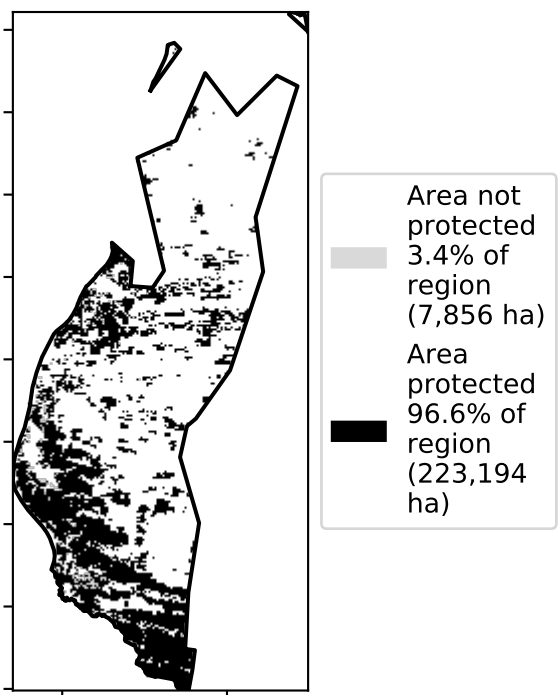 Area not
protected
3.4% of
region
(7,856 ha)
Area
protected
96.6% of
region
(223,194
ha)